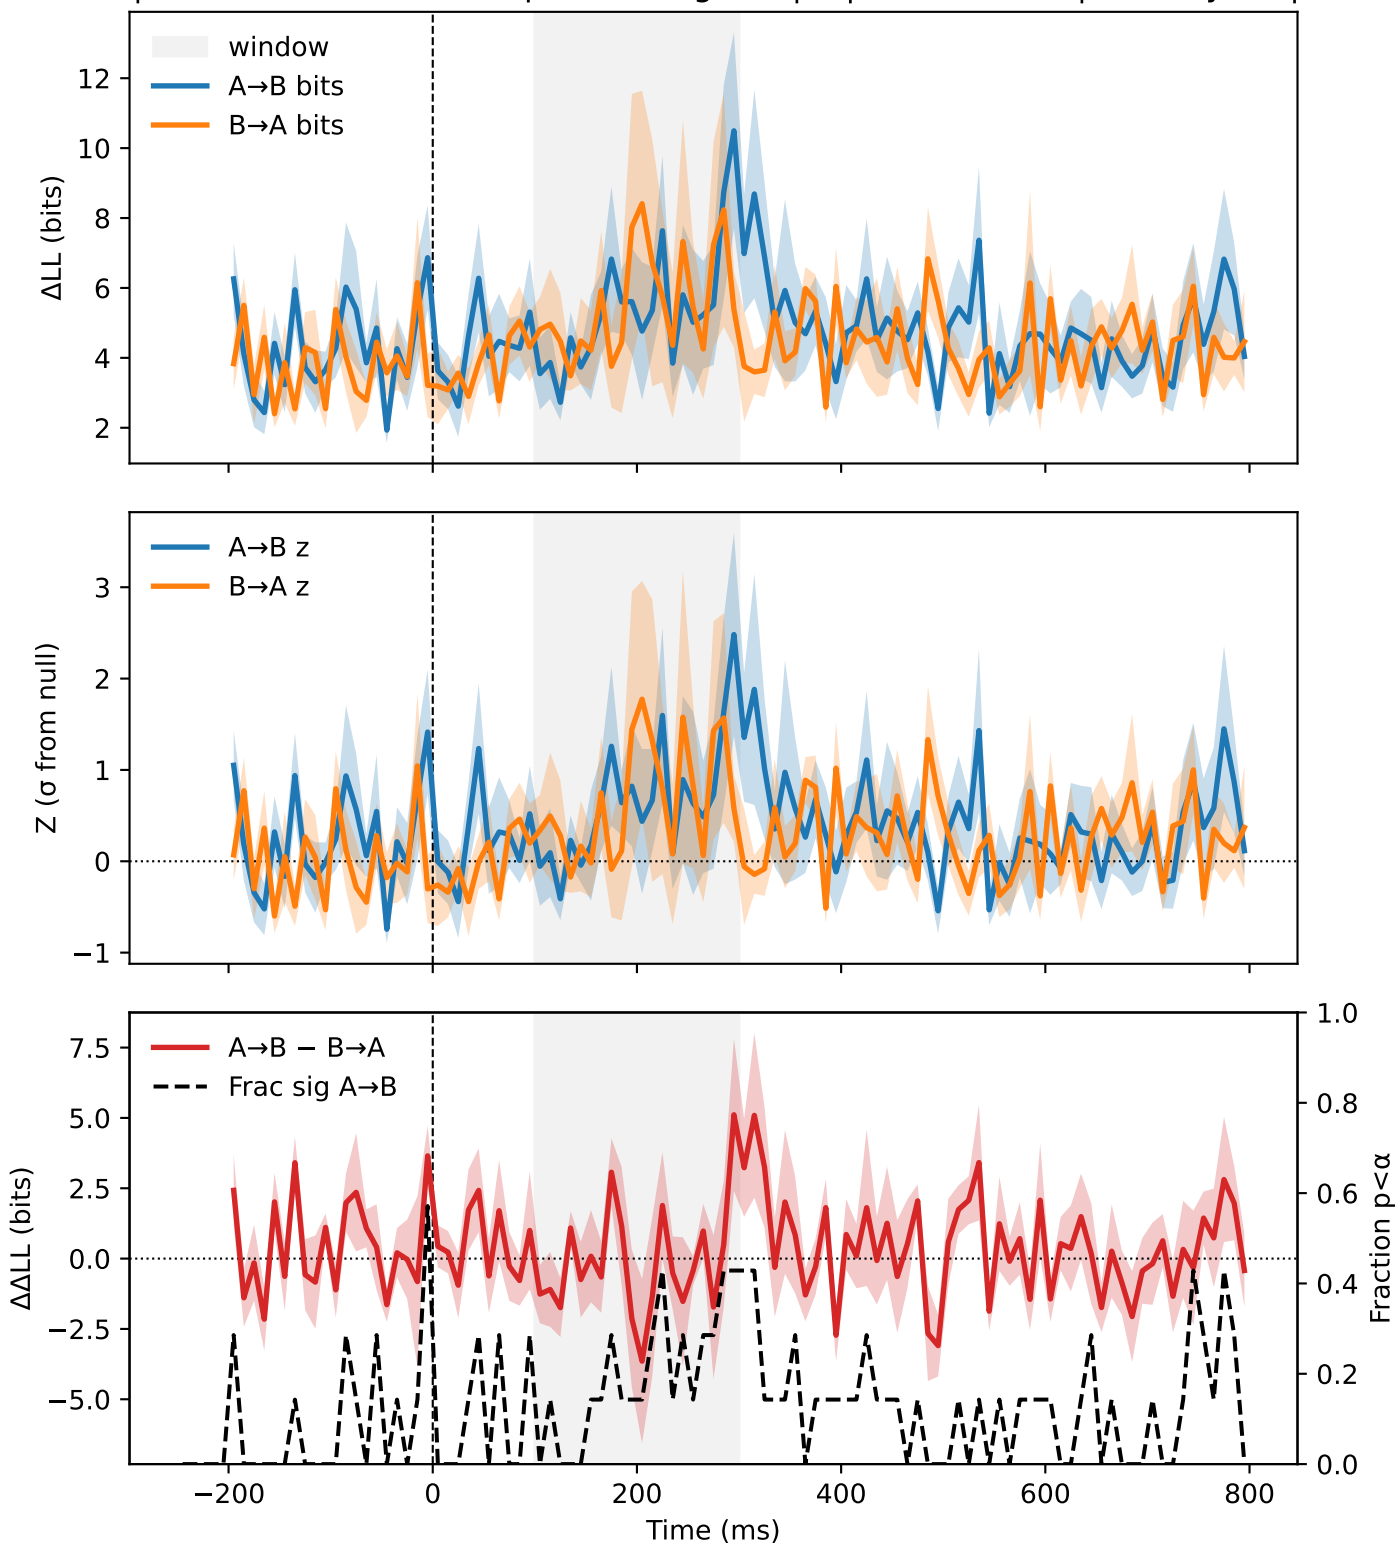 window
A→B bits
B→A bits
ΔLL (bits)
12
10
8
6
4
2
A→B z
B→A z
Z (σ from null)
3
2
1
0
−1
A→B − B→A
Frac sig A→B
ΔΔLL (bits)
7.5
5.0
2.5
0.0
−2.5
−5.0
1.0
0.8
0.6
0.4
0.2
0.0
Fraction p<α
−200
0
200
400
600
800
Time (ms)